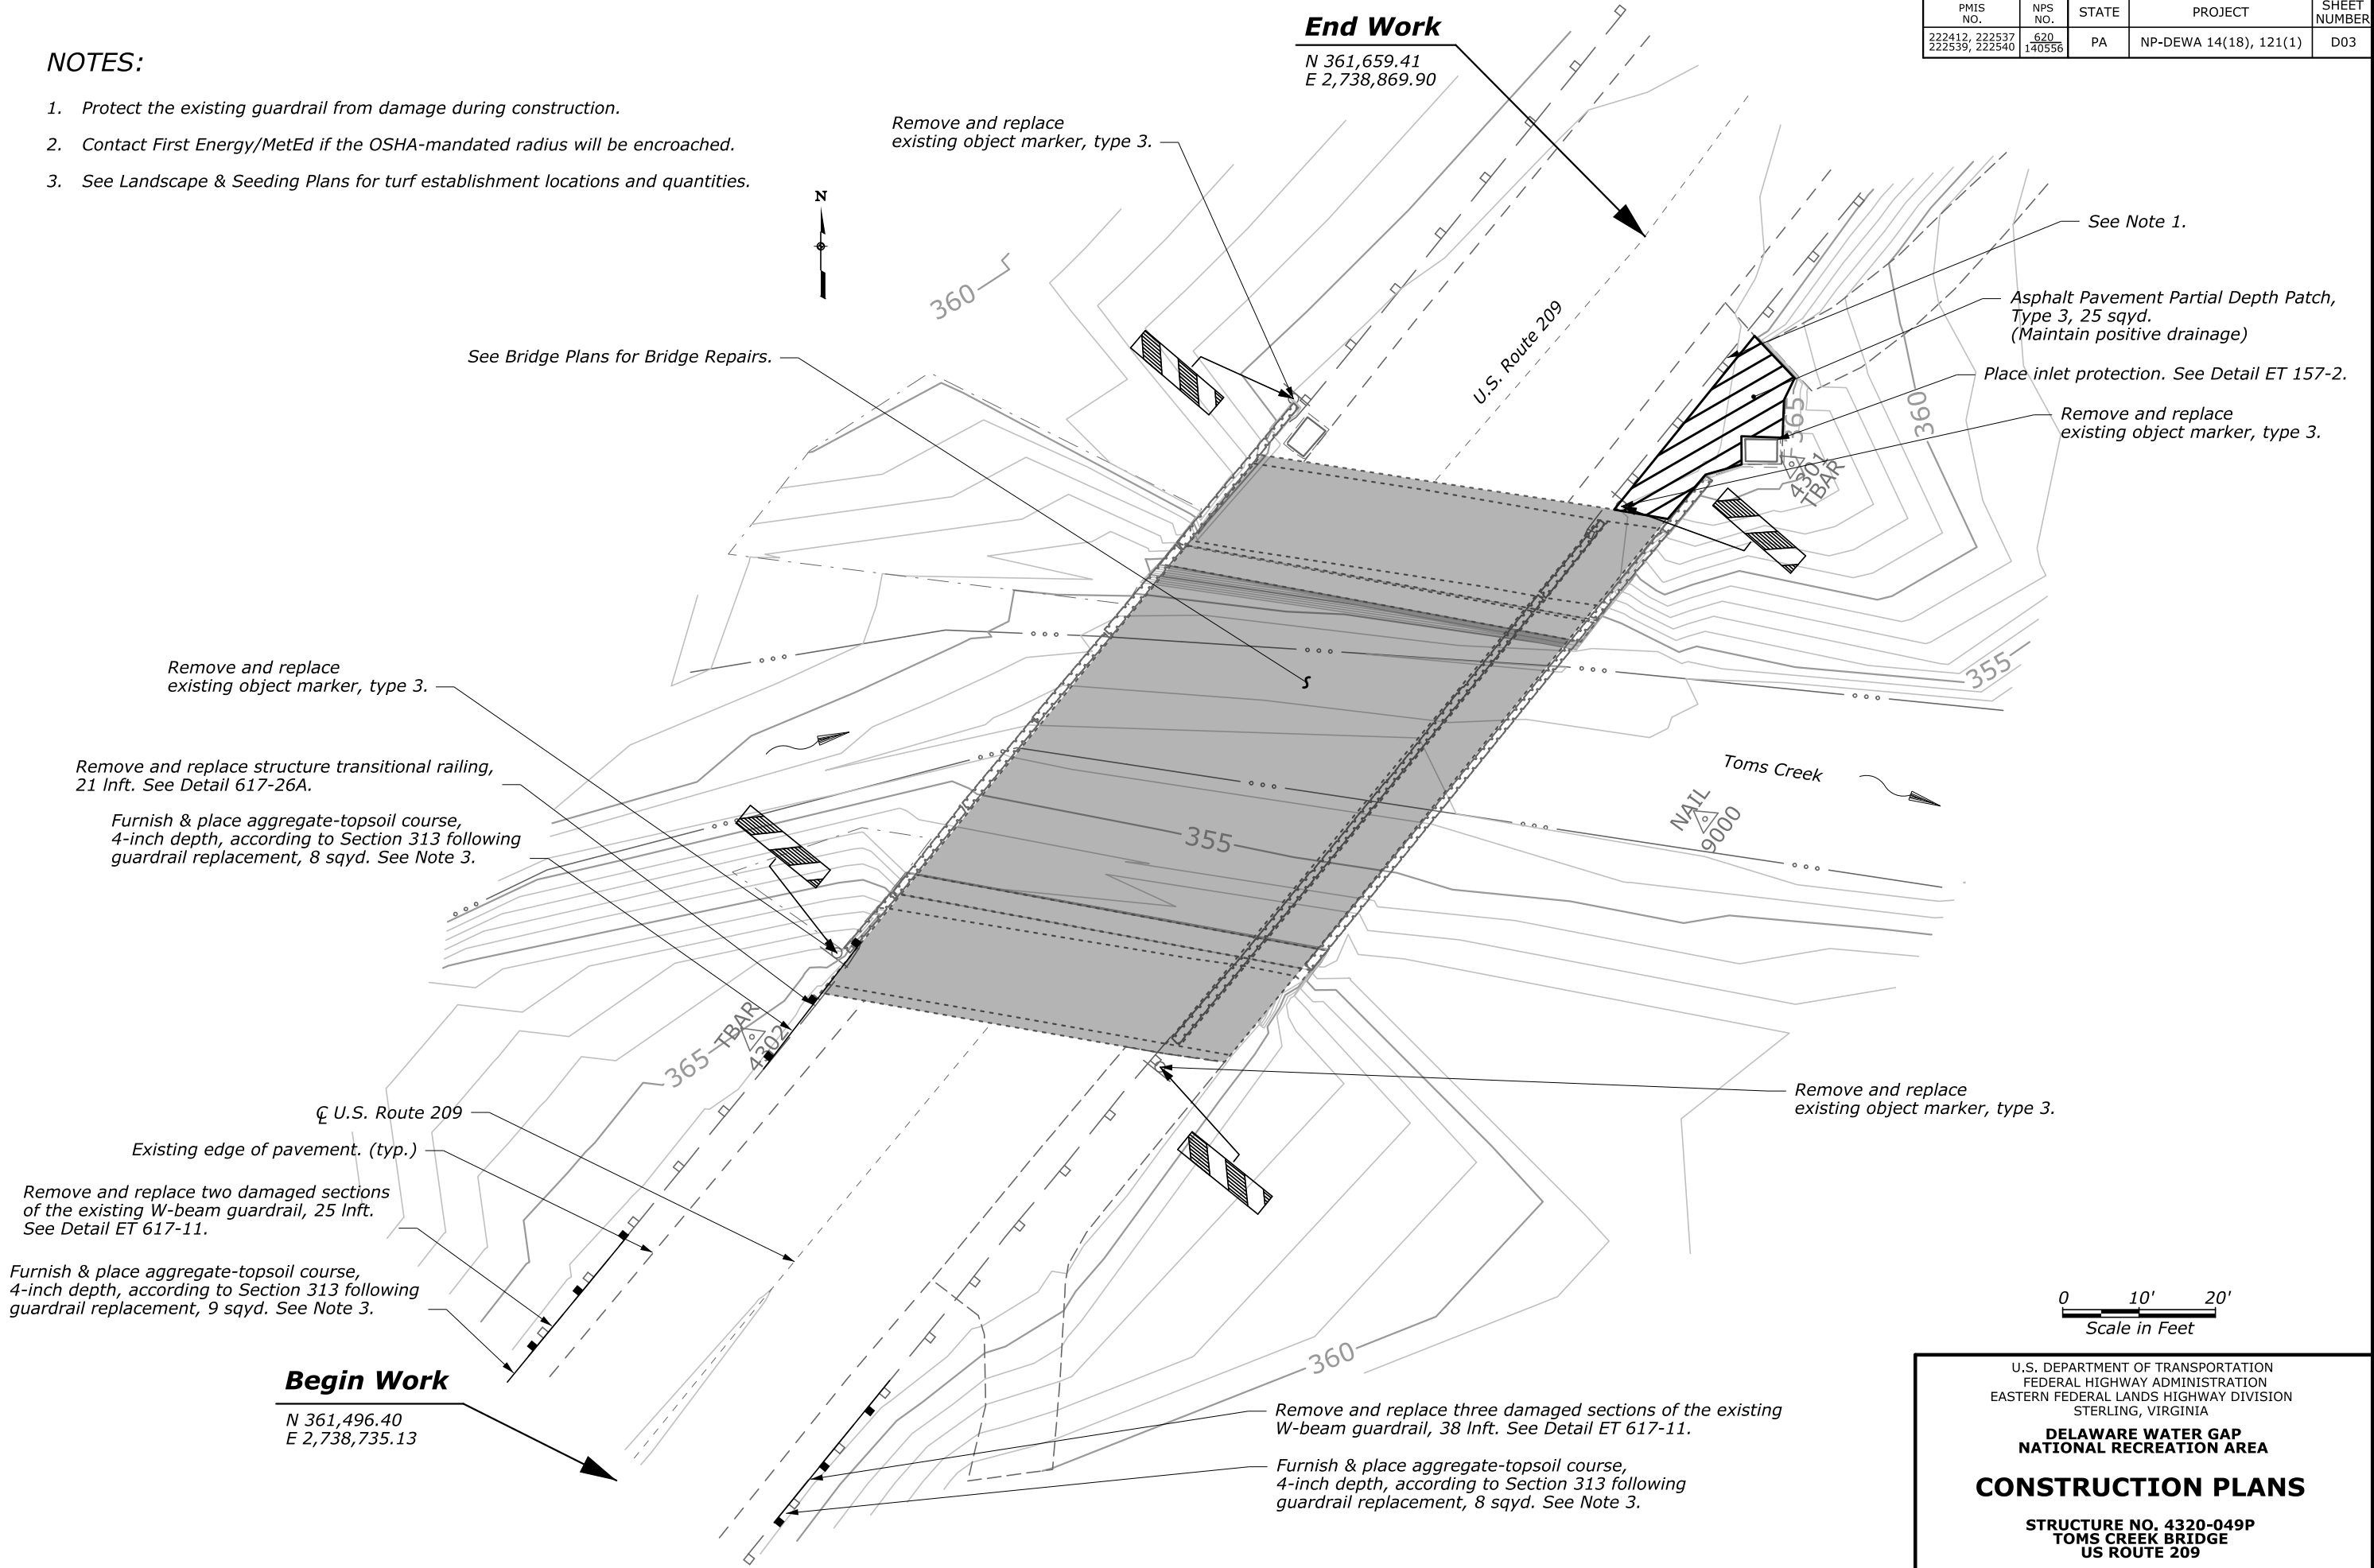 PMIS
NO.
NPS
NO.
STATE
PROJECT
SHEET
NUMBER
222412, 222537
222539, 222540
620
140556
PA
NP-DEWA 14(18), 121(1)
D03
NOTES:
1. Protect the existing guardrail from damage during construction.
2. Contact First Energy/MetEd if the OSHA-mandated radius will be encroached.
3. See Landscape & Seeding Plans for turf establishment locations and quantities.
End Work
N 361,659.41
E 2,738,869.90
Remove and replace
existing object marker, type 3.
N
See Note 1.
Asphalt Pavement Partial Depth Patch,
Type 3, 25 sqyd.
(Maintain positive drainage)
Place inlet protection. See Detail ET 157-2.
Remove and replace
existing object marker, type 3.
360
See Bridge Plans for Bridge Repairs.
U.S. Route 209
365
360
4301
TBAR
355
Remove and replace
existing object marker, type 3.
Remove and replace structure transitional railing,
21 lnft. See Detail 617-26A.
Furnish & place aggregate-topsoil course,
4-inch depth, according to Section 313 following
guardrail replacement, 8 sqyd. See Note 3.
Toms Creek
NAIL
9000
355
TBAR
4302
365
℄ U.S. Route 209
Existing edge of pavement. (typ.)
Remove and replace two damaged sections
of the existing W-beam guardrail, 25 lnft.
See Detail ET 617-11.
Furnish & place aggregate-topsoil course,
4-inch depth, according to Section 313 following
guardrail replacement, 9 sqyd. See Note 3.
Remove and replace
existing object marker, type 3.
Begin Work
N 361,496.40
E 2,738,735.13
360
Remove and replace three damaged sections of the existing
W-beam guardrail, 38 lnft. See Detail ET 617-11.
Furnish & place aggregate-topsoil course,
4-inch depth, according to Section 313 following
guardrail replacement, 8 sqyd. See Note 3.
0 10' 20'
Scale in Feet
U.S. DEPARTMENT OF TRANSPORTATION
FEDERAL HIGHWAY ADMINISTRATION
EASTERN FEDERAL LANDS HIGHWAY DIVISION
STERLING, VIRGINIA
DELAWARE WATER GAP
NATIONAL RECREATION AREA
CONSTRUCTION PLANS
STRUCTURE NO. 4320-049P
TOMS CREEK BRIDGE
US ROUTE 209